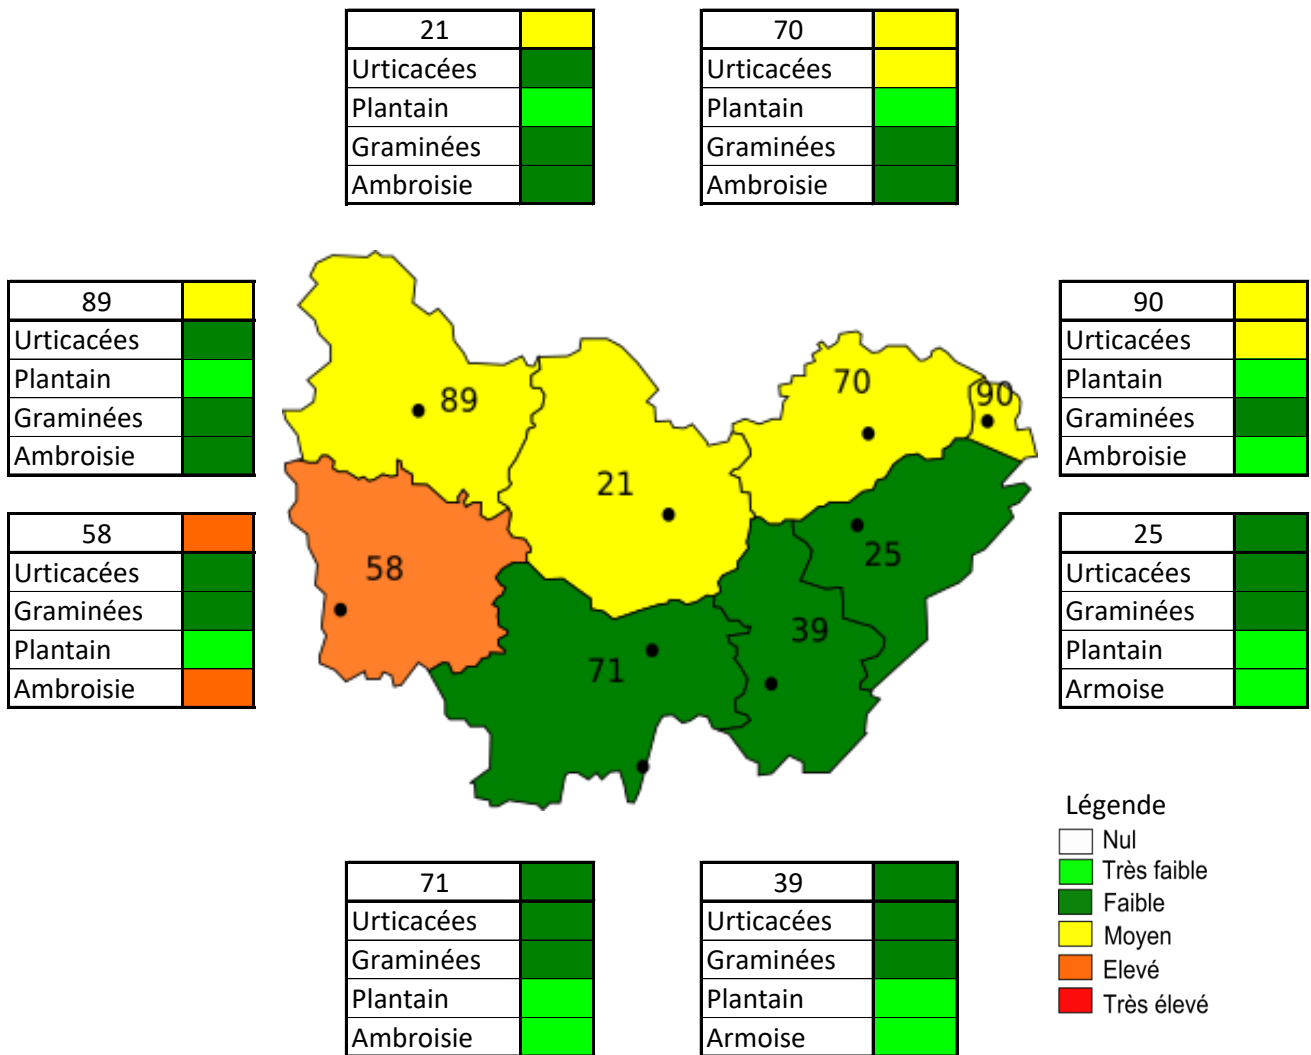 21
Urticacées
Plantain
Graminées
Ambroisie
70
Urticacées
Plantain
Graminées
Ambroisie
89
Urticacées
Plantain
Graminées
Ambroisie
58
Urticacées
Graminées
Plantain
Ambroisie
89
21
70
90
58
25
71
39
90
Urticacées
Plantain
Graminées
Ambroisie
25
Urticacées
Graminées
Plantain
Armoise
71
Urticacées
Graminées
Plantain
Ambroisie
39
Urticacées
Graminées
Plantain
Armoise
Légende
Nul
Très faible
Faible
Moyen
Elevé
Très élevé